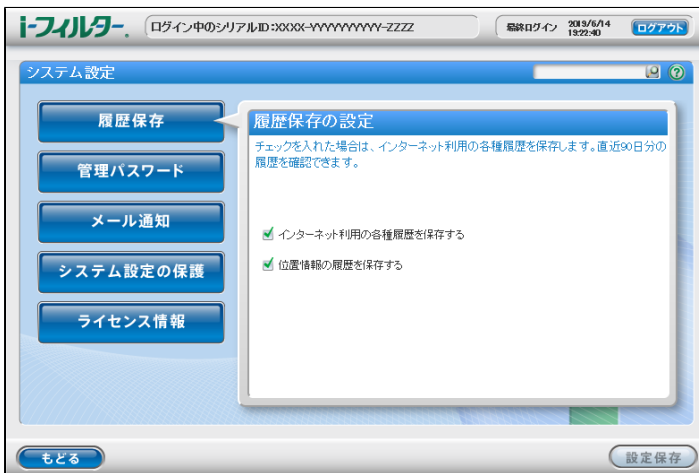 i-フィルター®
ログイン中のシリアルID:XXXX-YYYYYYYYYY-ZZZZ
最終ログイン 2019/6/14 19:22:40
ログアウト
システム設定
履歴保存
管理パスワード
メール通知
システム設定の保護
ライセンス情報
履歴保存の設定
チェックを入れた場合は、インターネット利用の各種履歴を保存します。直近90日分の
履歴を確認できます。
インターネット利用の各種履歴を保存する
位置情報の履歴を保存する
もどる
設定保存